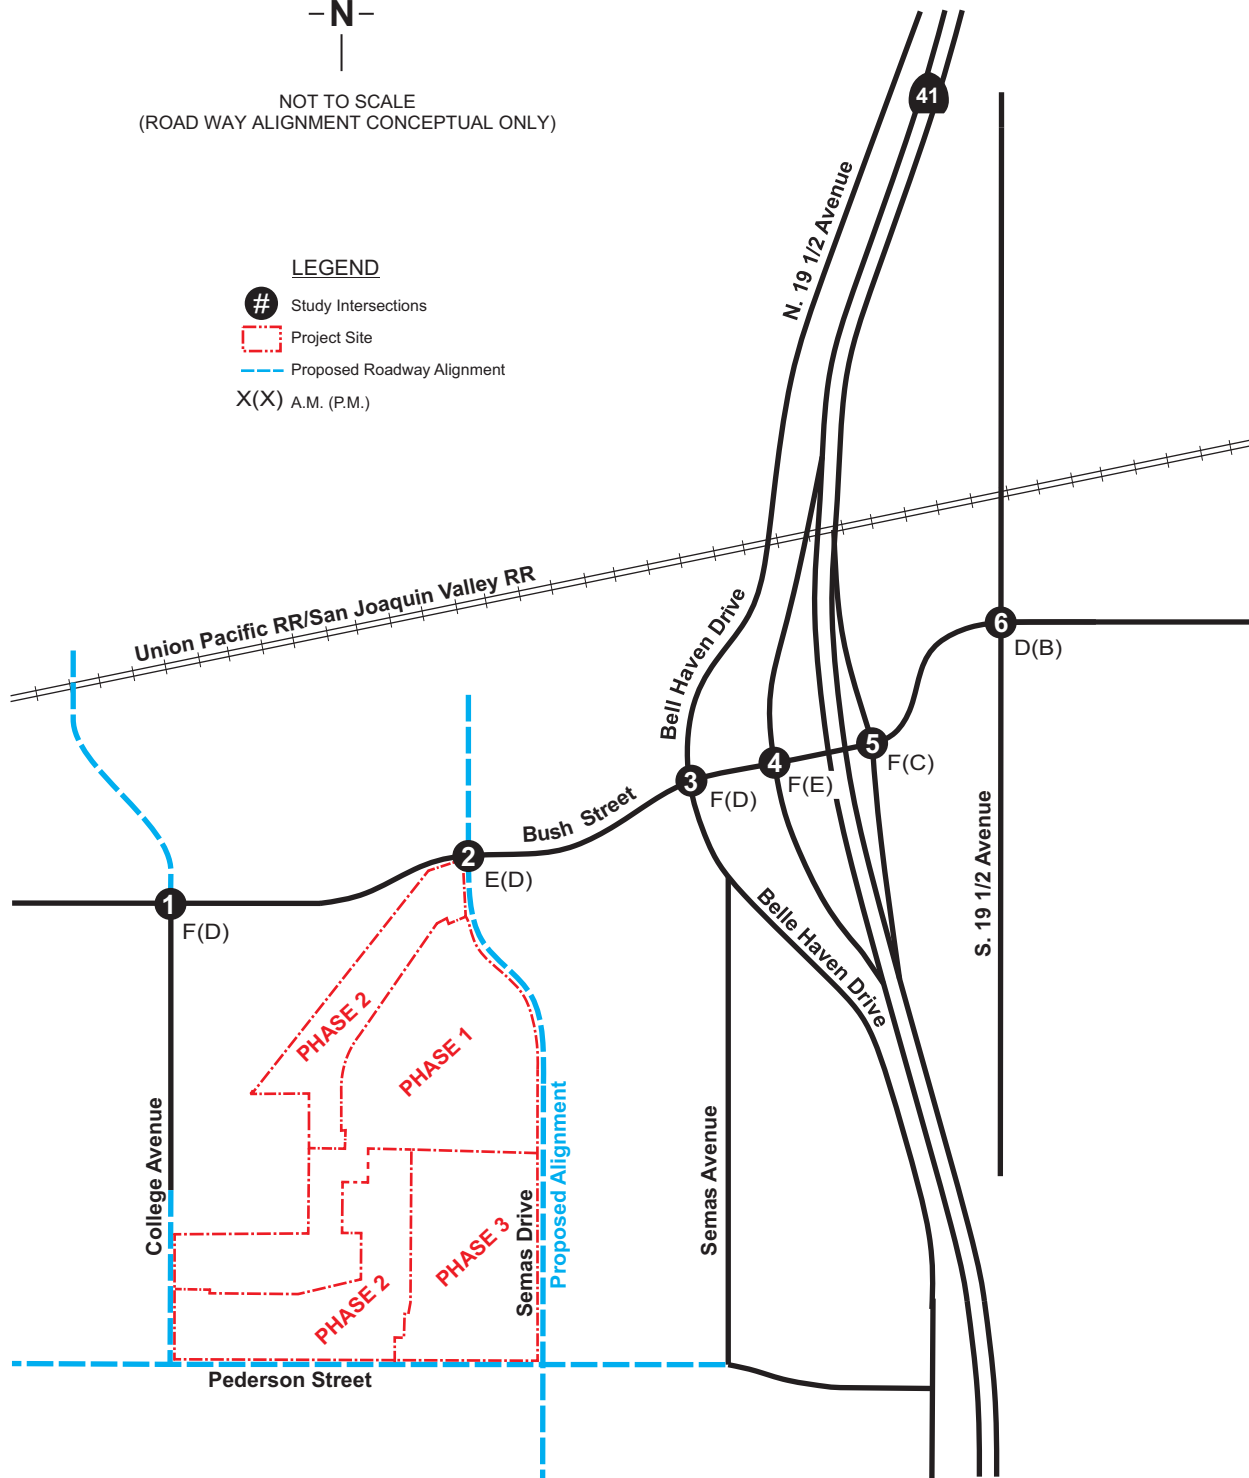 N
NOT TO SCALE
(ROAD WAY ALIGNMENT CONCEPTUAL ONLY)
41
N. 19 1/2 Avenue
LEGEND
# Study Intersections
Project Site
Proposed Roadway Alignment
X(X) A.M. (P.M.)
Union Pacific RR/San Joaquin Valley RR
Bell Haven Drive
6
D(B)
5
F(C)
4
F(E)
3
F(D)
Bush Street
2
E(D)
1
F(D)
S. 19 1/2 Avenue
Belle Haven Drive
PHASE 2
PHASE 1
College Avenue
Semas Drive
Proposed Alignment
Semas Avenue
PHASE 3
PHASE 2
Pederson Street